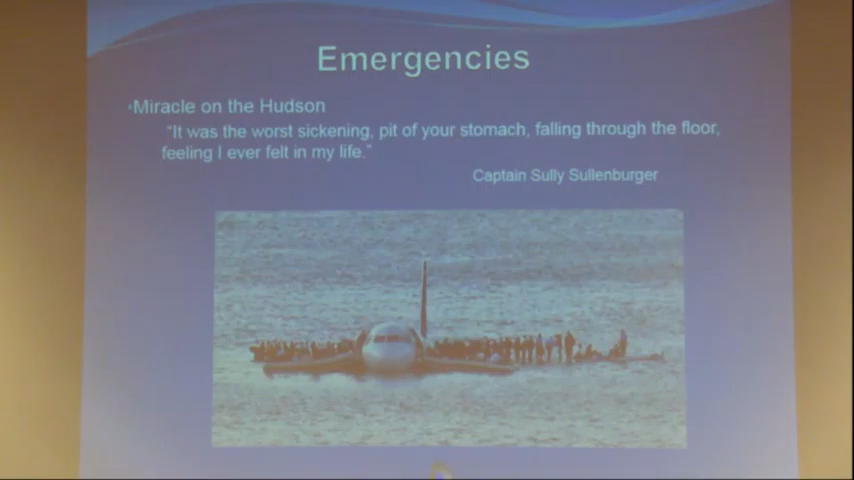 Emergencies
•Miracle on the Hudson
"It was the worst sickening, pit of your stomach, falling through the floor,
feeling I ever felt in my life."
Captain Sully Sullenburger